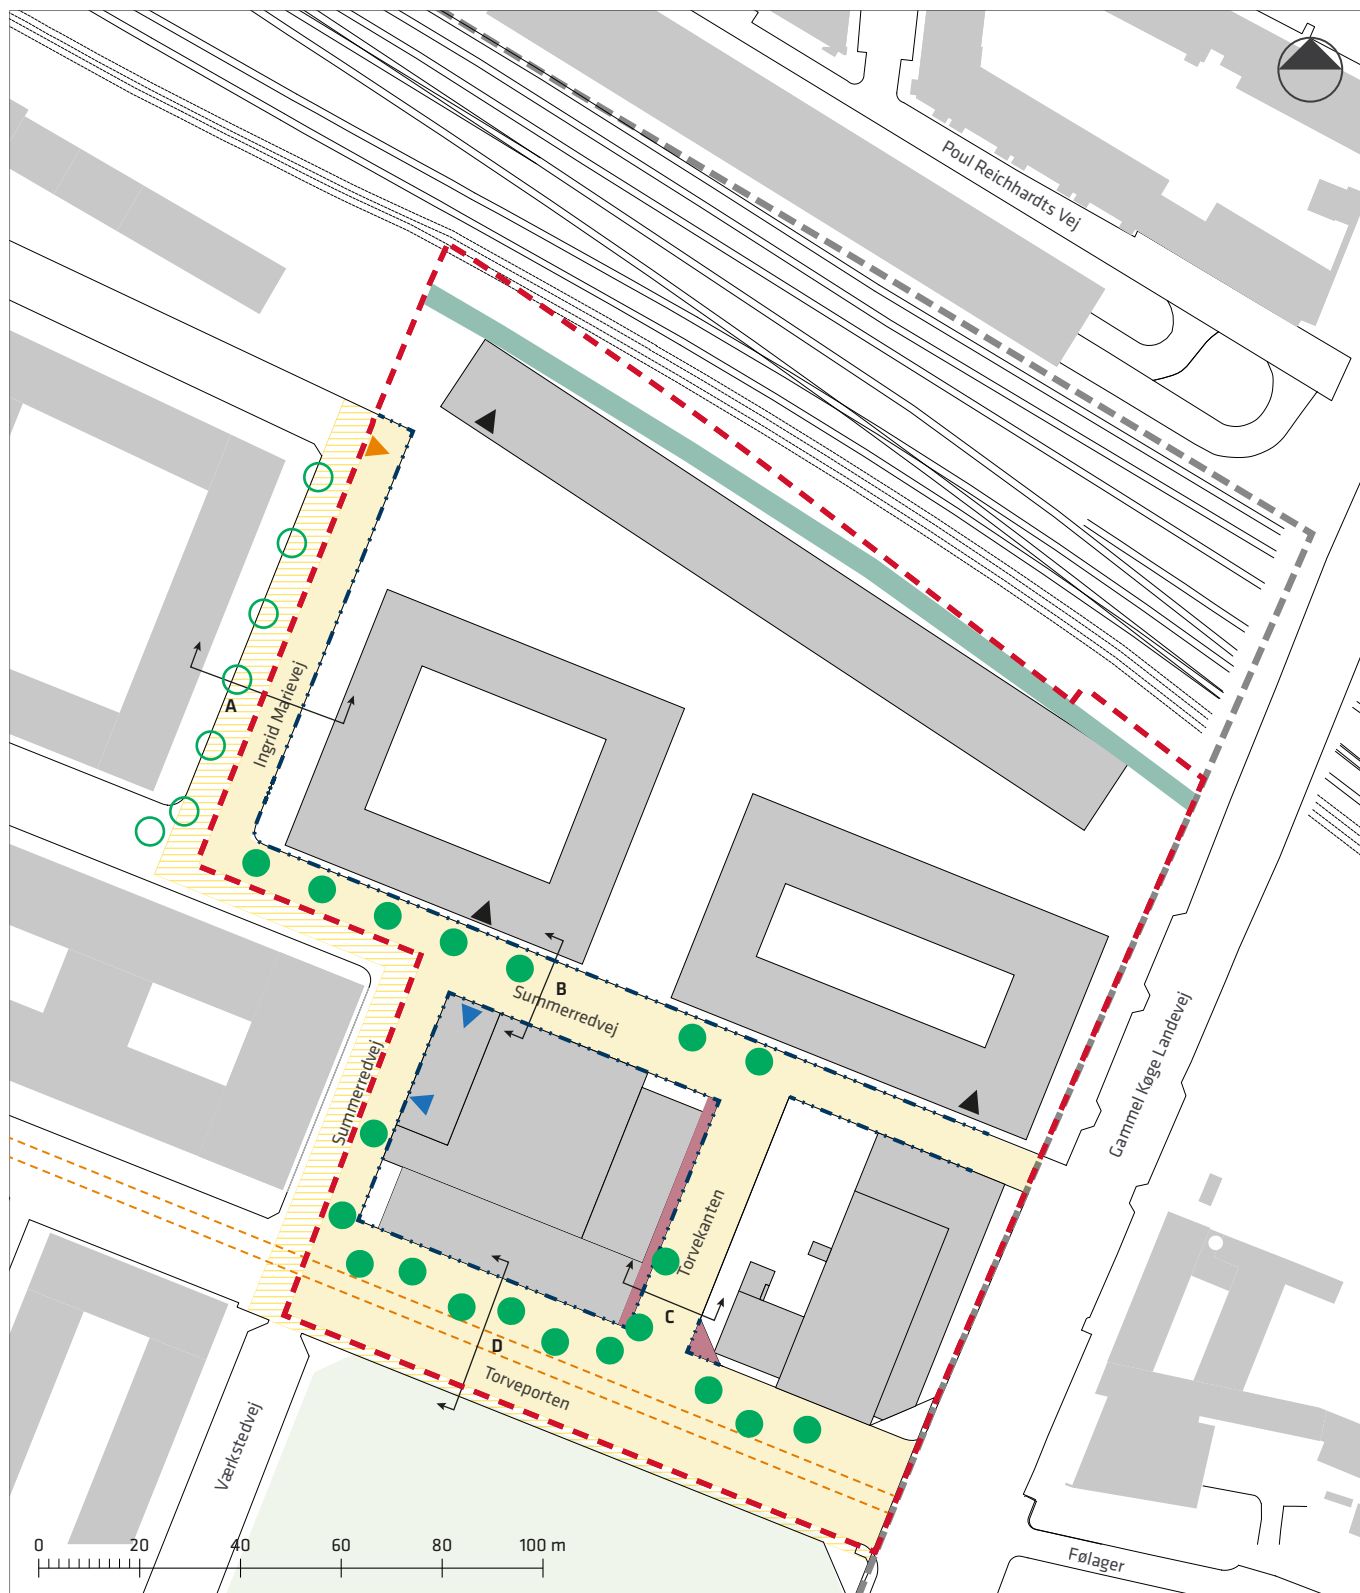 Poul Reichhardts Vej
Ingrid Marievej
A
B
Summerredvej
Summerredvej
Gammel Køge Landevej
Torvekanten
C
D
Torveporten
Værkstedvej
Følager
0 20 40 60 80 100 m